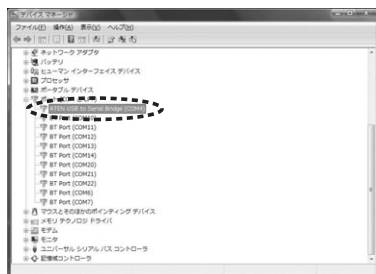 デバイス マネージャ
ファイル(F) 操作(A) 表示(V) ヘルプ(H)
ネットワーク アダプタ
バッテリ
ヒューマン インターフェイス デバイス
プロセッサ
ポータブル デバイス
ATEN USB to Serial Bridge (COM4)
BT Port (COM11)
BT Port (COM12)
BT Port (COM13)
BT Port (COM14)
BT Port (COM20)
BT Port (COM21)
BT Port (COM22)
BT Port (COM6)
BT Port (COM7)
マウスとそのほかのポインティング デバイス
メモリ テクノロジ ドライバ
モデム
モニタ
ユニバーサル シリアル バス コントローラ
記憶域コントローラ